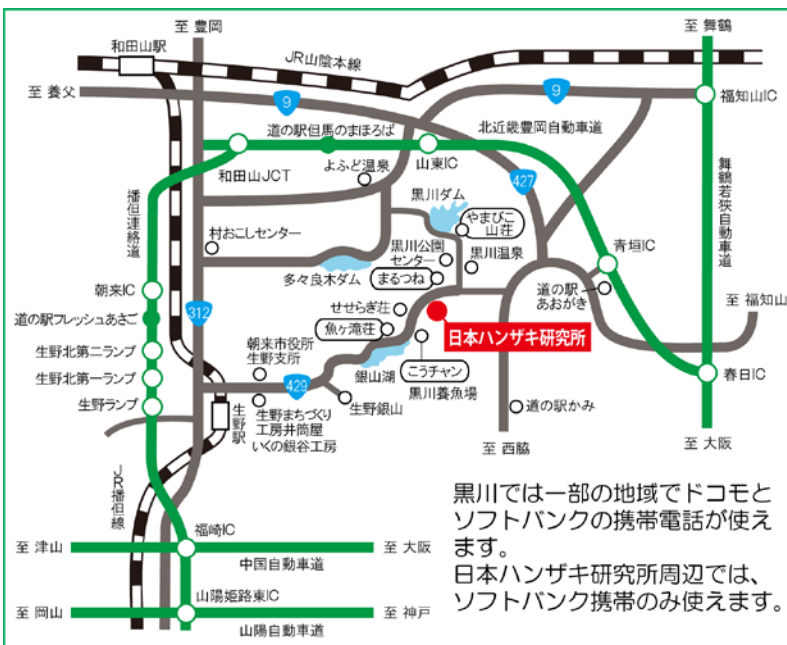 至 豊岡
至 舞鶴
和田山駅
JR山陰本線
至 養父
9
9
福知山IC
道の駅但馬のまほろば
北近畿豊岡自動車道
和田山JCT
よふど温泉
山東IC
427
播但連絡道
黒川ダム
やまびこ
山荘
舞鶴若狭自動車道
村おこしセンター
黒川公園
センター
黒川温泉
青垣IC
多々良木ダム
まるつね
朝来IC
道の駅
あおがき
至 福知山
せせらぎ荘
道の駅フレッシュあさご
312
魚ヶ滝荘
日本ハンザキ研究所
生野北第二ランプ
朝来市役所
生野支所
銀山湖
こうチャン
生野北第一ランプ
429
黒川養魚場
春日IC
生野ランプ
生野駅
生野まちづくり
工房井筒屋
いくの銀谷工房
生野銀山
道の駅かみ
至 西脇
至 大阪
JR播但線
黒川では一部の地域でドコモと
ソフトバンクの携帯電話が使え
ます。
日本ハンザキ研究所周辺では、
ソフトバンク携帯のみ使えます。
福崎IC
至 津山
至 大阪
中国自動車道
山陽姫路東IC
至 岡山
至 神戸
山陽自動車道